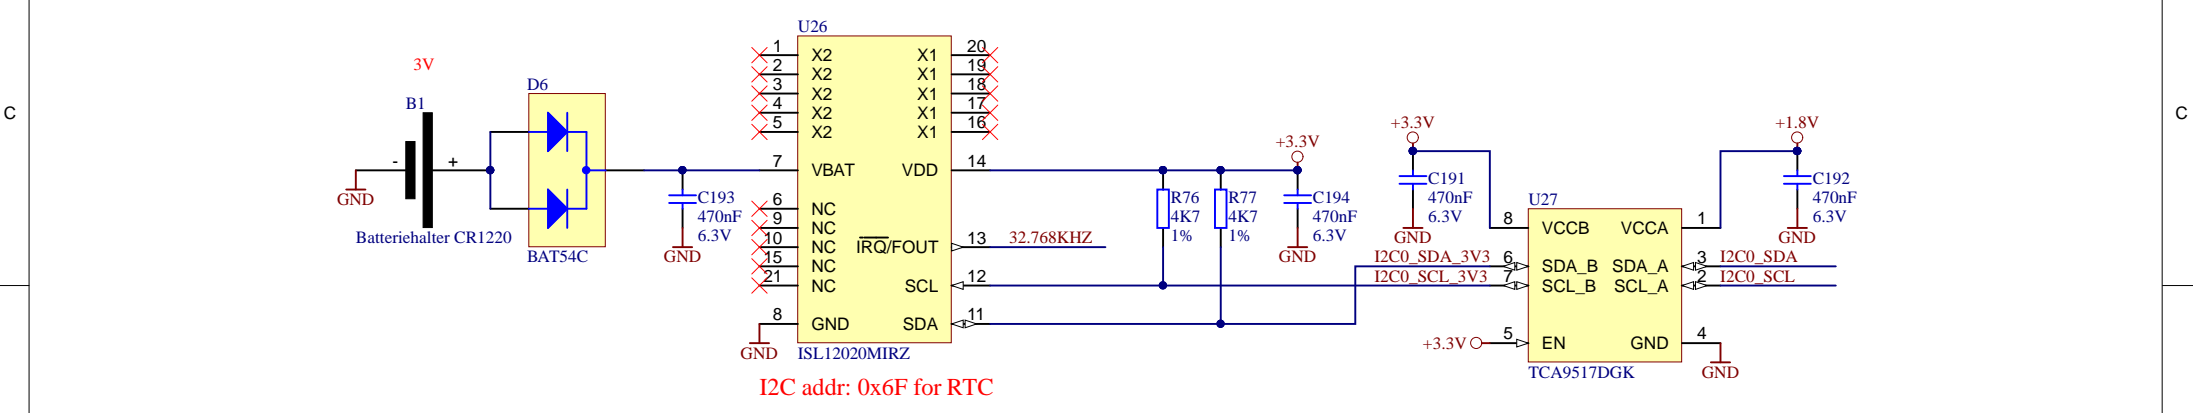 C
3V
B1
-
+
GND
Batteriehalter CR1220
D6
BAT54C
C193
470nF
6.3V
GND
U26
1 X2 X1 20
2 X2 X1 19
3 X2 X1 18
4 X2 X1 17
5 X2 X1 16
7 VBAT VDD 14
6 NC
9 NC
10 NC IRQ/FOUT 13 32.768KHZ
15 NC
21 NC SCL 12
8 GND SDA 11
GND
ISL12020MIRZ
I2C addr: 0x6F for RTC
R76
4K7
1%
R77
4K7
1%
+3.3V
C194
470nF
6.3V
GND
+3.3V
C191
470nF
6.3V
GND
+1.8V
C192
470nF
6.3V
GND
U27
8 VCCB VCCA 1
I2C0_SDA_3V3 6 SDA_B SDA_A 3 I2C0_SDA
I2C0_SCL_3V3 7 SCL_B SCL_A 2 I2C0_SCL
+3.3V 5 EN GND 4
GND
TCA9517DGK
C